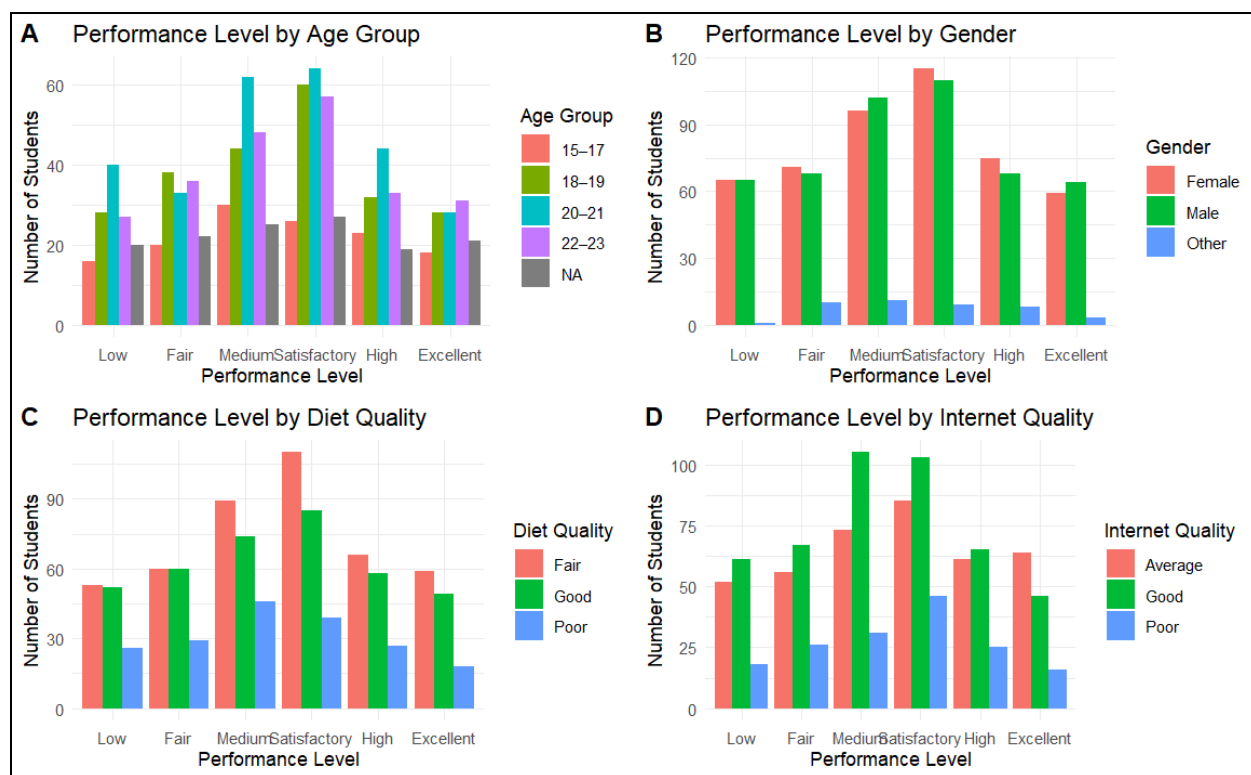 A Performance Level by Age Group
Number of Students
60
40
20
0
Low Fair Medium Satisfactory High Excellent
Performance Level
Age Group
15–17
18–19
20–21
22–23
NA
B Performance Level by Gender
Number of Students
120
90
60
30
0
Low Fair Medium Satisfactory High Excellent
Performance Level
Gender
Female
Male
Other
C Performance Level by Diet Quality
Number of Students
90
60
30
0
Low Fair Medium Satisfactory High Excellent
Performance Level
Diet Quality
Fair
Good
Poor
D Performance Level by Internet Quality
Number of Students
100
75
50
25
0
Low Fair Medium Satisfactory High Excellent
Performance Level
Internet Quality
Average
Good
Poor